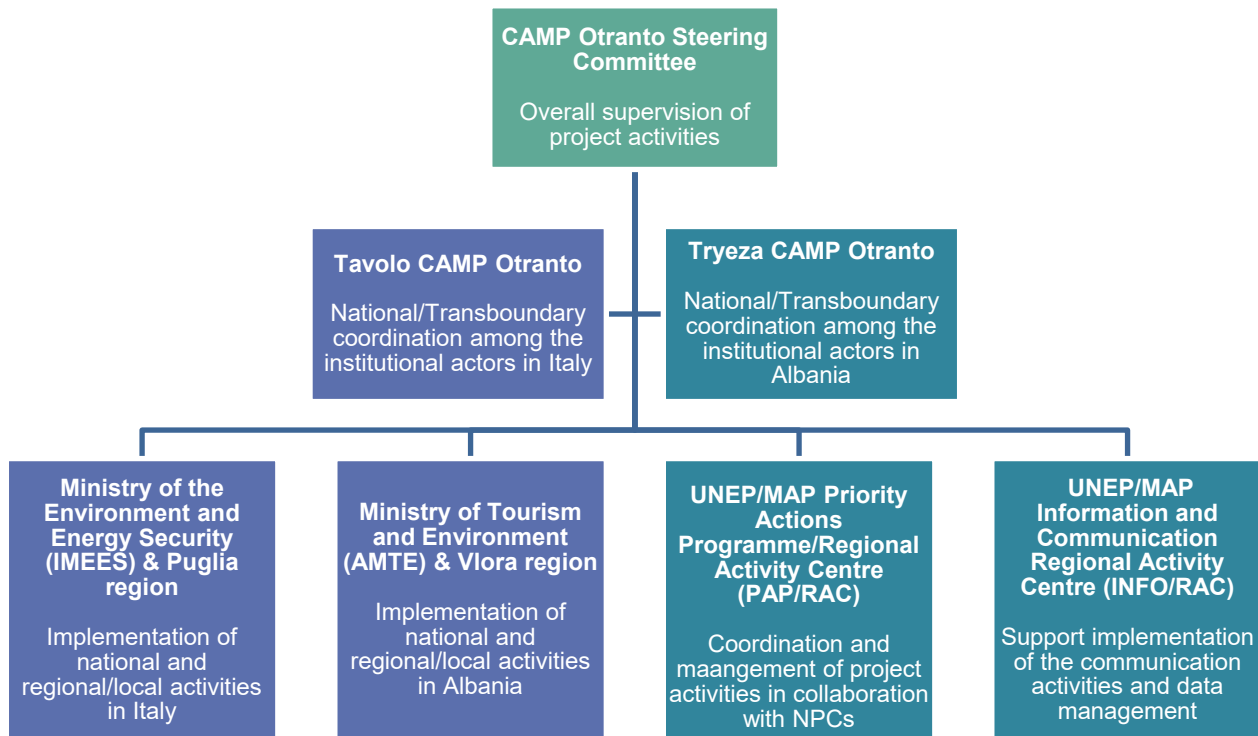 CAMP Otranto Steering
Committee
Overall supervision of
project activities
Tavolo CAMP Otranto
National/Transboundary
coordination among the
institutional actors in Italy
Tryeza CAMP Otranto
National/Transboundary
coordination among the
institutional actors in
Albania
Ministry of the
Environment and
Energy Security
(IMEES) & Puglia
region
Implementation of
national and
regional/local activities
in Italy
Ministry of Tourism
and Environment
(AMTE) & Vlora region
Implementation of
national and
regional/local activities
in Albania
UNEP/MAP Priority
Actions
Programme/Regional
Activity Centre
(PAP/RAC)
Coordination and
maangement of project
activities in collaboration
with NPCs
UNEP/MAP
Information and
Communication
Regional Activity
Centre (INFO/RAC)
Support implementation
of the communication
activities and data
management